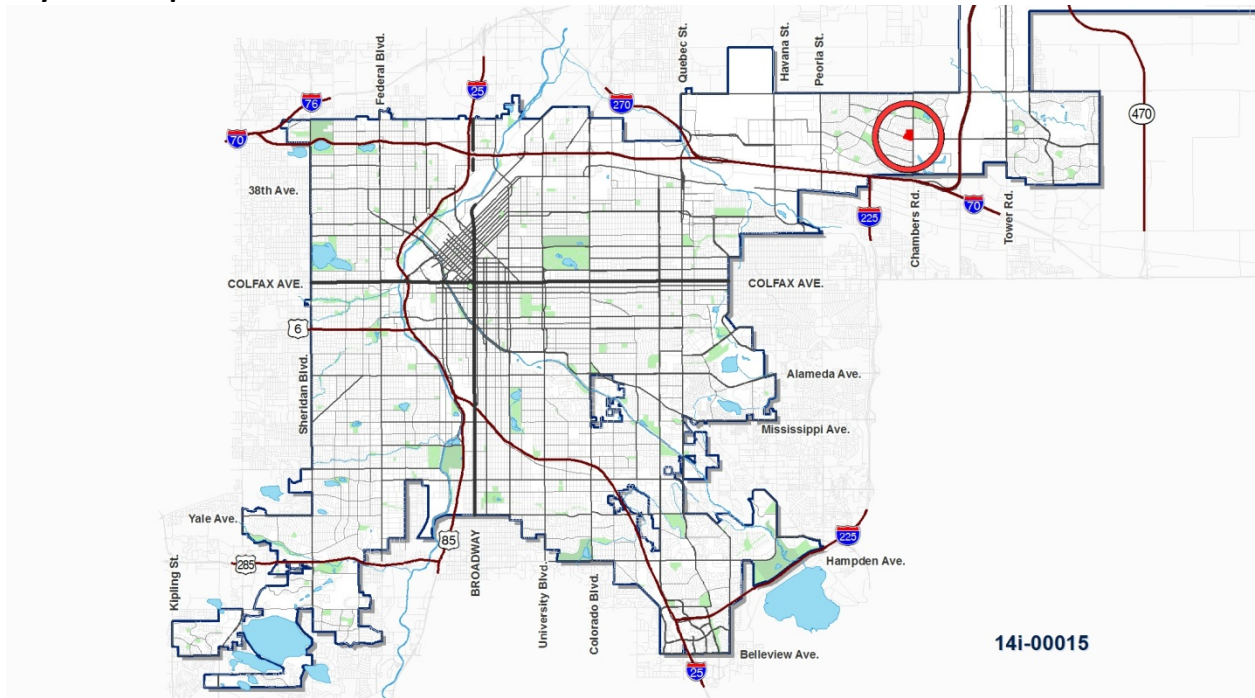 Federal Blvd.
Quebec St.
Havana St.
Peoria St.
76
25
270
470
70
38th Ave.
225
Chambers Rd.
70
Tower Rd.
COLFAX AVE.
COLFAX AVE.
6
Sheridan Blvd.
Alameda Ave.
Mississippi Ave.
Yale Ave.
85
BROADWAY
225
Hampden Ave.
285
Kipling St.
University Blvd.
Colorado Blvd.
14i-00015
Belleview Ave.
25